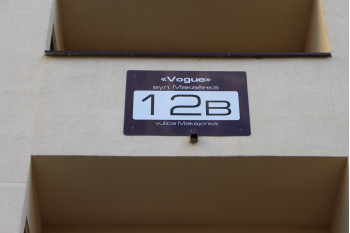 «Vogue»
вул. Макаёнка
12В
vulica Makajonka